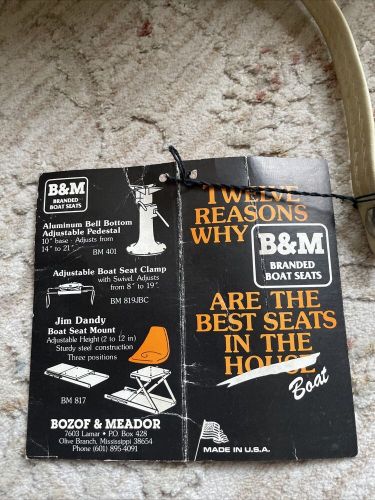 B&M
BRANDED
BOAT SEATS
Aluminum Bell Bottom
Adjustable Pedestal
10" base - Adjusts from
14" to 21"
BM 401
Adjustable Boat Seat Clamp
with Swivel. Adjusts
from 8" to 19".
BM 819JBC
Jim Dandy
Boat Seat Mount
Adjustable Height (2 to 12 in)
Sturdy steel construction
Three positions
BM 817
BOZOF & MEADOR
7603 Lamar • P.O. Box 428
Olive Branch, Mississippi 38654
Phone (601) 895-4091
TWELVE
REASONS
WHY
B&M
BRANDED
BOAT SEATS
ARE THE
BEST SEATS
IN THE
HOUSE
Boat
MADE IN U.S.A.